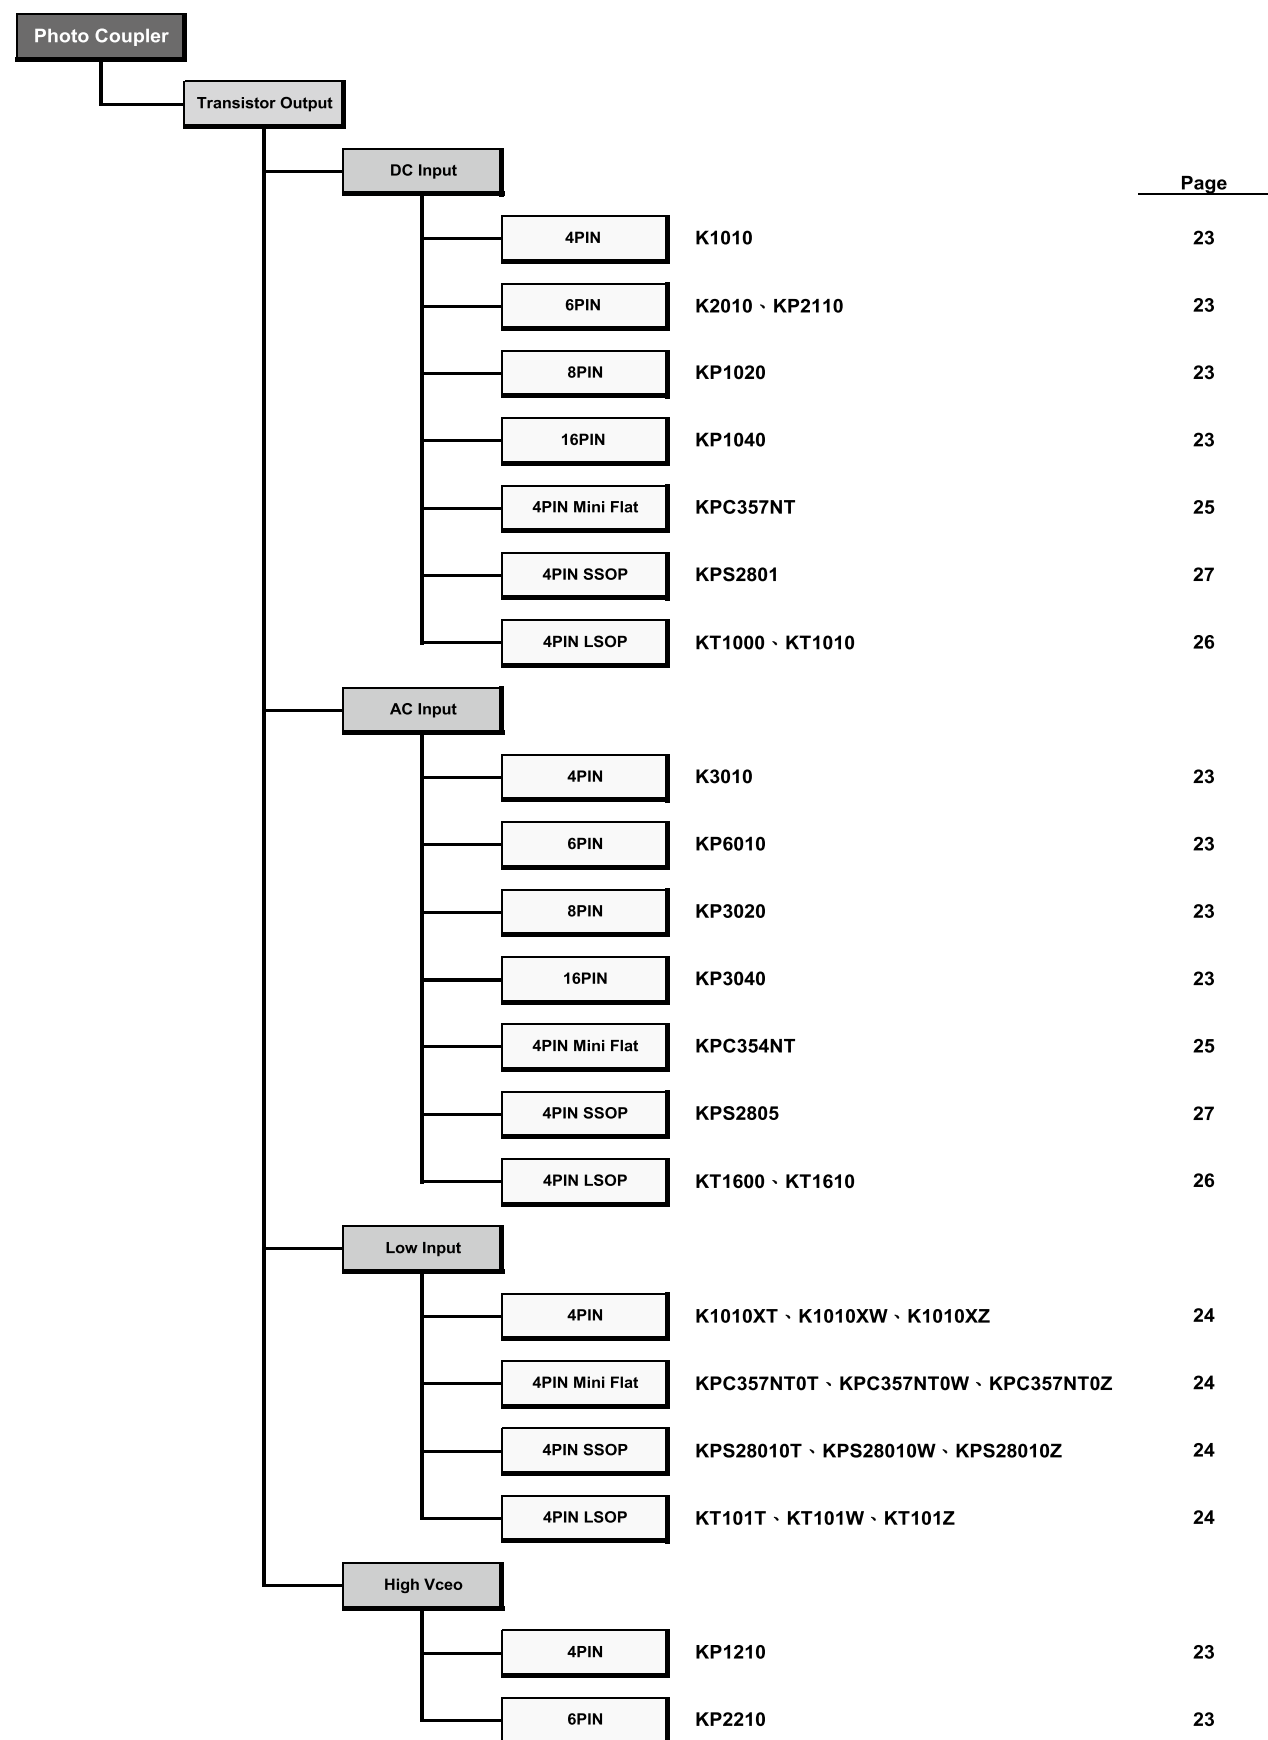 Photo Coupler
Transistor Output
DC Input
Page
4PIN K1010 23
6PIN K2010、KP2110 23
8PIN KP1020 23
16PIN KP1040 23
4PIN Mini Flat KPC357NT 25
4PIN SSOP KPS2801 27
4PIN LSOP KT1000、KT1010 26
AC Input
4PIN K3010 23
6PIN KP6010 23
8PIN KP3020 23
16PIN KP3040 23
4PIN Mini Flat KPC354NT 25
4PIN SSOP KPS2805 27
4PIN LSOP KT1600、KT1610 26
Low Input
4PIN K1010XT、K1010XW、K1010XZ 24
4PIN Mini Flat KPC357NT0T、KPC357NT0W、KPC357NT0Z 24
4PIN SSOP KPS28010T、KPS28010W、KPS28010Z 24
4PIN LSOP KT101T、KT101W、KT101Z 24
High Vceo
4PIN KP1210 23
6PIN KP2210 23